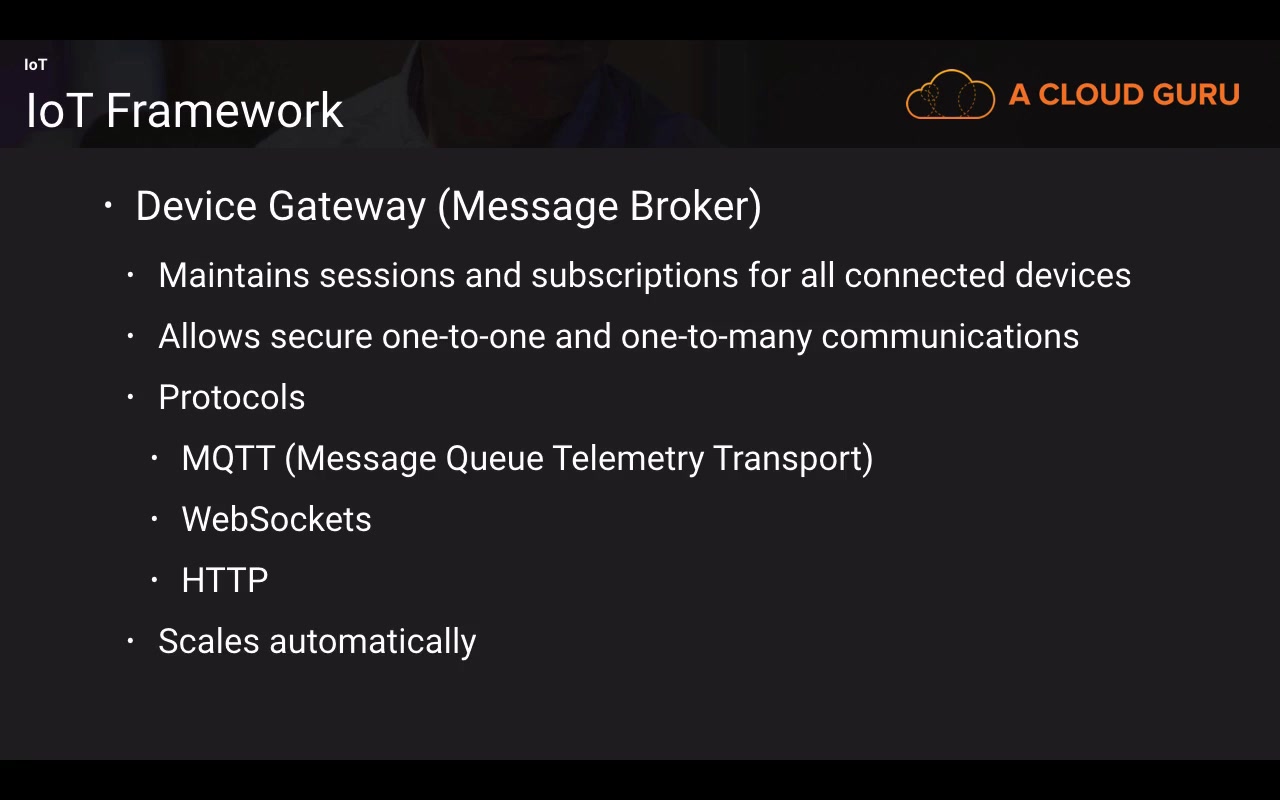 IoT
IoT Framework
A CLOUD GURU
• Device Gateway (Message Broker)
• Maintains sessions and subscriptions for all connected devices
• Allows secure one-to-one and one-to-many communications
• Protocols
• MQTT (Message Queue Telemetry Transport)
• WebSockets
• HTTP
• Scales automatically